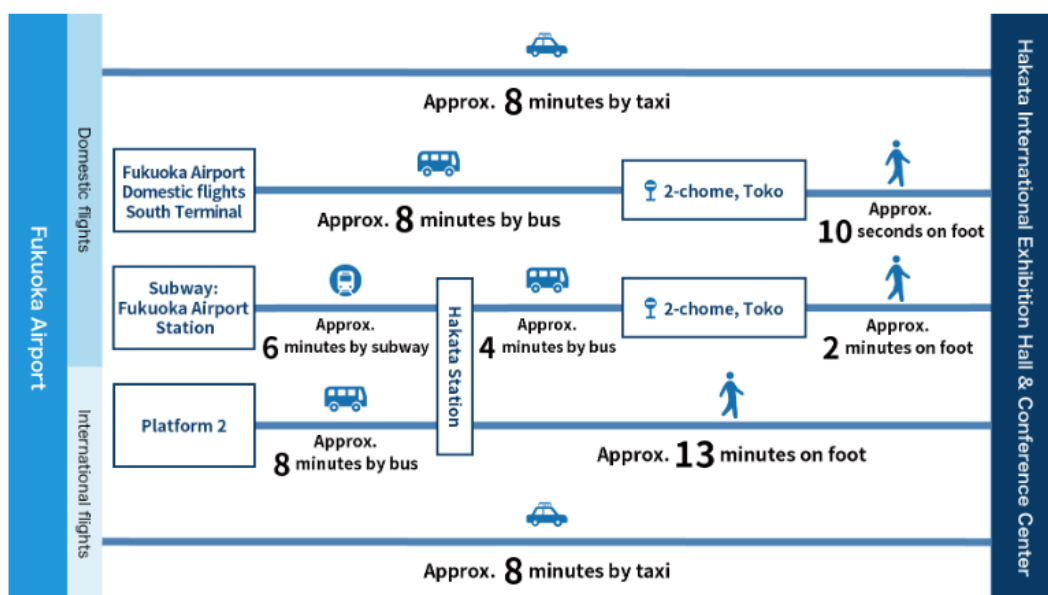 Fukuoka Airport
Domestic flights
International flights
Approx. 8 minutes by taxi
Fukuoka Airport
Domestic flights
South Terminal
Approx. 8 minutes by bus
2-chome, Toko
Approx.
10 seconds on foot
Subway:
Fukuoka Airport
Station
Approx.
6 minutes by subway
Hakata Station
Approx.
4 minutes by bus
2-chome, Toko
Approx.
2 minutes on foot
Platform 2
Approx.
8 minutes by bus
Approx. 13 minutes on foot
Approx. 8 minutes by taxi
Hakata International Exhibition Hall & Conference Center